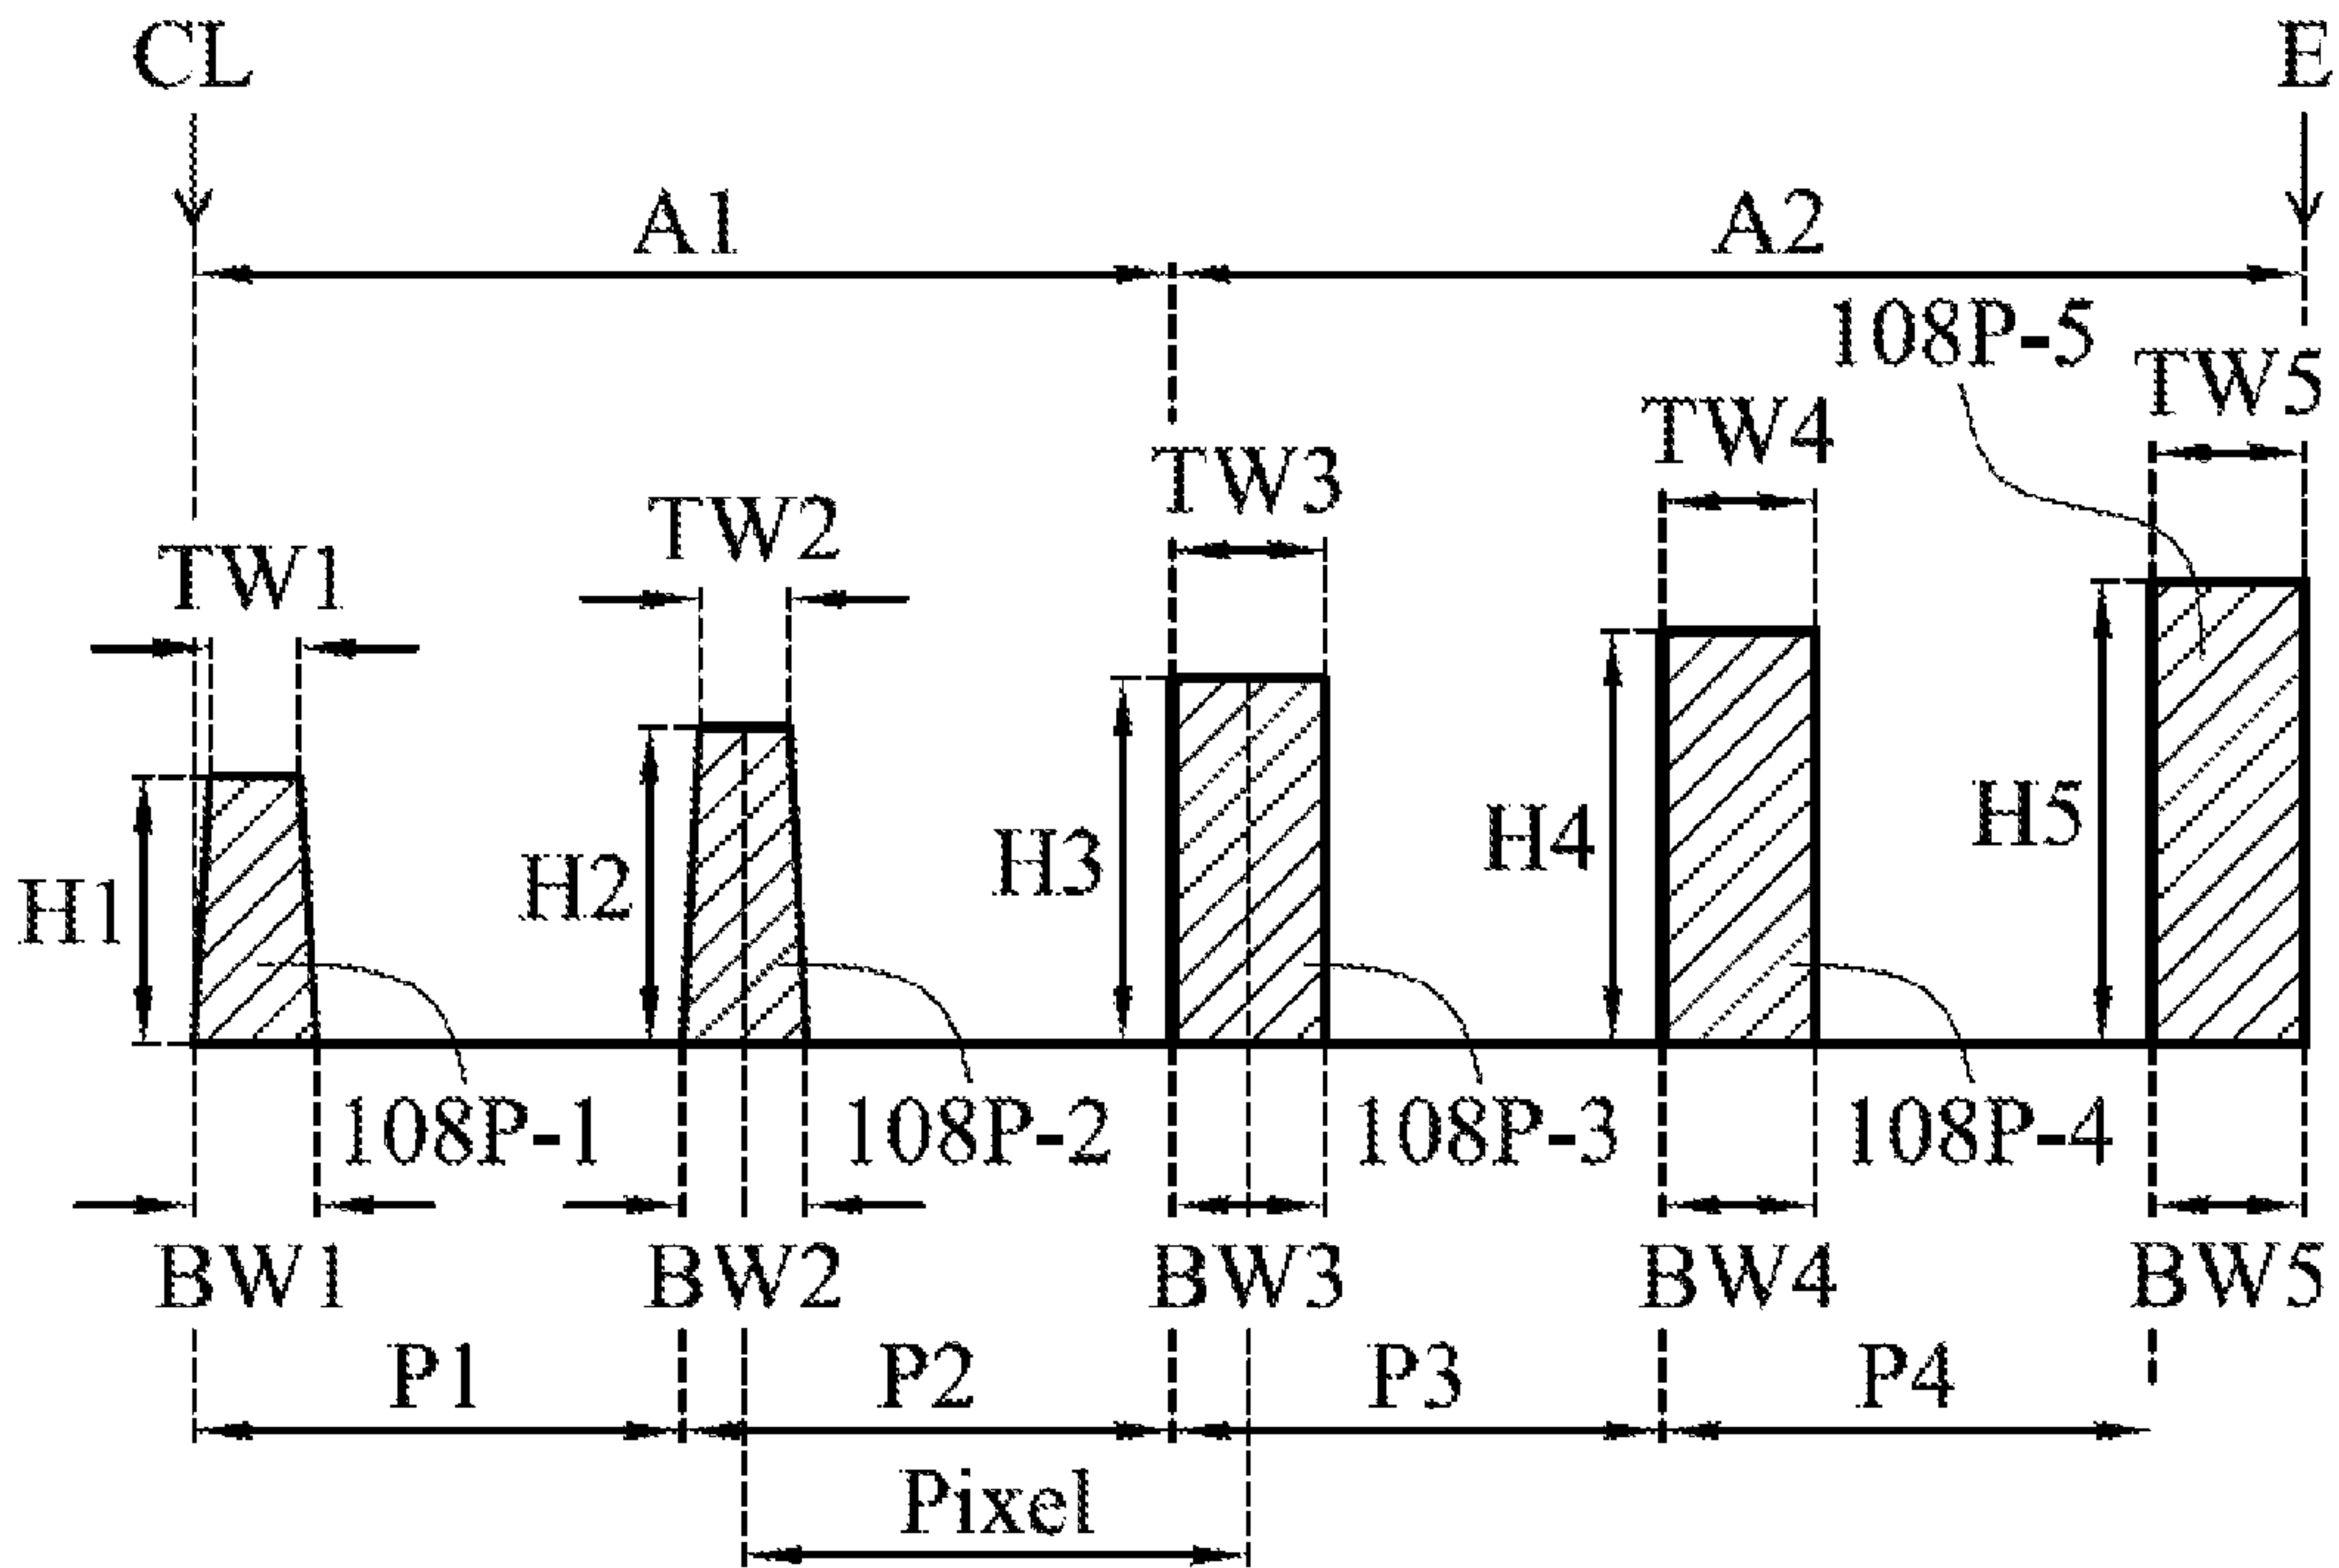 CL E
A1 A2
108P-5
TW5
TW4
TW3
TW2
TW1
H5
H4
H3
H2
H1
108P-1 108P-2 108P-3 108P-4
BW1 BW2 BW3 BW4 BW5
P1 P2 P3 P4
Pixel